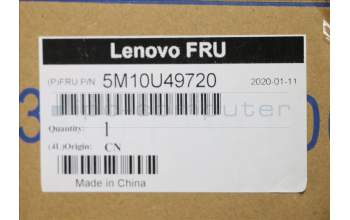 Lenovo FRU
(P)FRU P/N 5M10U49720 2020-01-11
Quantity: 1
(4L)Origin: CN
Made in China